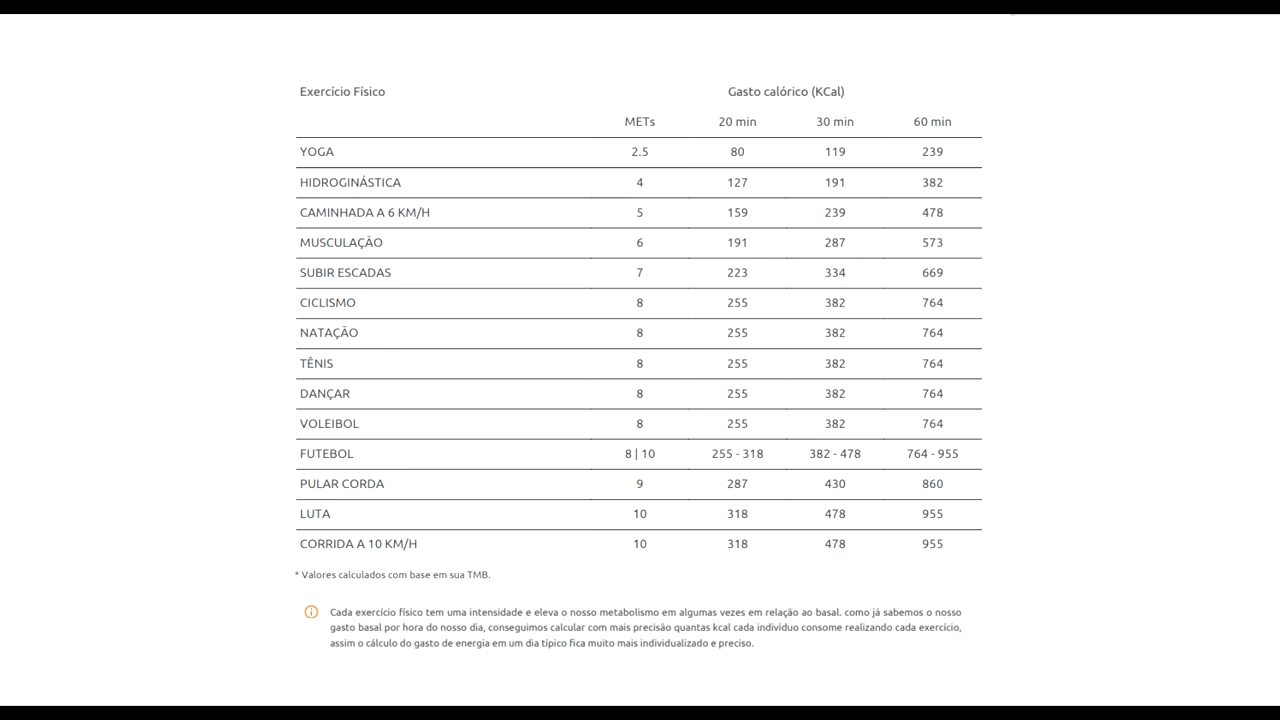 Exercício Físico Gasto calórico (KCal)
METs 20 min 30 min 60 min
YOGA 2.5 80 119 239
HIDROGINÁSTICA 4 127 191 382
CAMINHADA A 6 KM/H 5 159 239 478
MUSCULAÇÃO 6 191 287 573
SUBIR ESCADAS 7 223 334 669
CICLISMO 8 255 382 764
NATAÇÃO 8 255 382 764
TÊNIS 8 255 382 764
DANÇAR 8 255 382 764
VOLEIBOL 8 255 382 764
FUTEBOL 8 | 10 255 - 318 382 - 478 764 - 955
PULAR CORDA 9 287 430 860
LUTA 10 318 478 955
CORRIDA A 10 KM/H 10 318 478 955
* Valores calculados com base em sua TMB.
Cada exercício físico tem uma intensidade e eleva o nosso metabolismo em algumas vezes em relação ao basal. como já sabemos o nosso
gasto basal por hora do nosso dia, conseguimos calcular com mais precisão quantas kcal cada indivíduo consome realizando cada exercício,
assim o cálculo do gasto de energia em um dia típico fica muito mais individualizado e preciso.